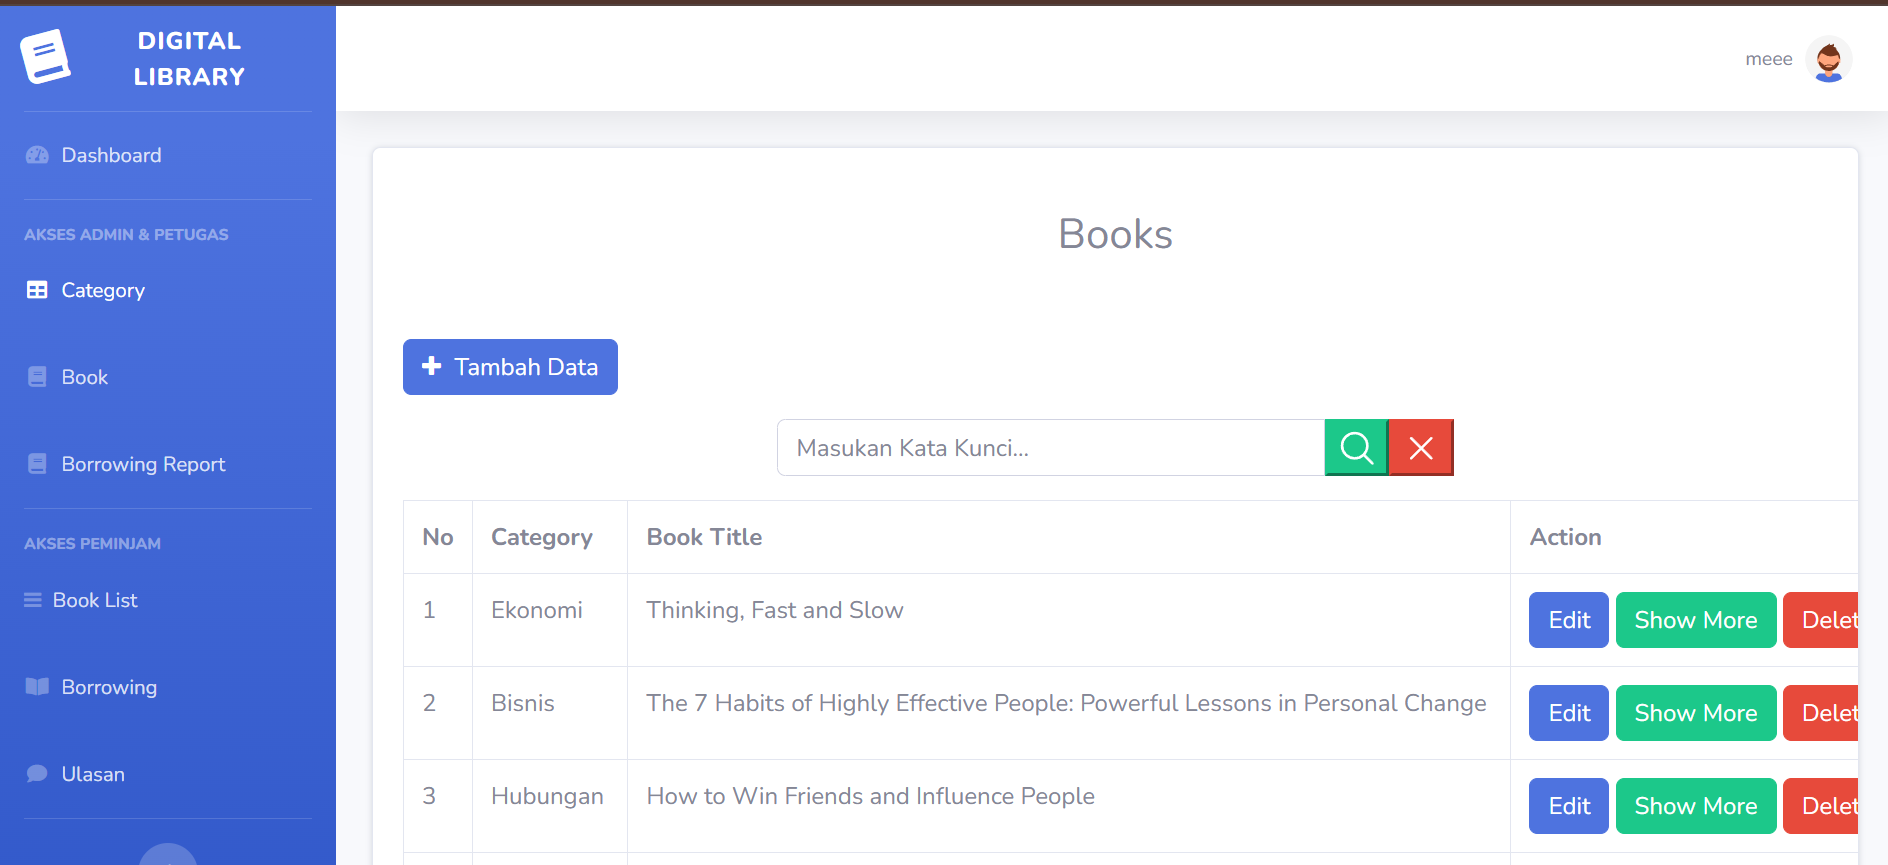 DIGITAL
LIBRARY
meee
Dashboard
AKSES ADMIN & PETUGAS
Category
Book
Borrowing Report
AKSES PEMINJAM
Book List
Borrowing
Ulasan
Books
Tambah Data
Masukan Kata Kunci...
No Category Book Title Action
1 Ekonomi Thinking, Fast and Slow Edit Show More Delet
2 Bisnis The 7 Habits of Highly Effective People: Powerful Lessons in Personal Change Edit Show More Delet
3 Hubungan How to Win Friends and Influence People Edit Show More Delet